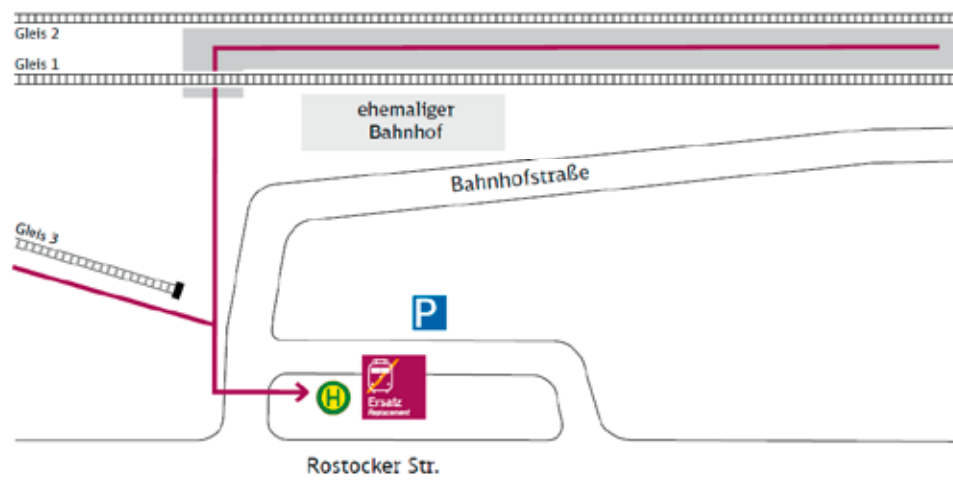 Gleis 2
Gleis 1
ehemaliger
Bahnhof
Bahnhofstraße
Gleis 3
P
H
Ersatz
Replacement
Rostocker Str.